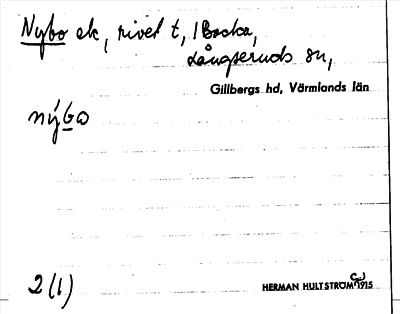 Nybo ek, rivet t, 1 Backa,
Långseruds sn,
Gillbergs hd, Värmlands län
nýbo
2(1)
HERMAN HULTSTRÖM 1915